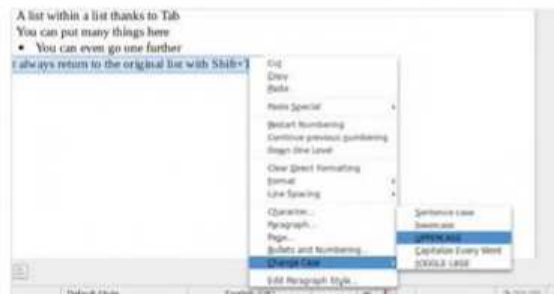 A list within a list thanks to Tab
You can put many things here
• You can even go one further
always return to the original list with Shift+T
Cut
Copy
Paste
Paste Special
Restart Numbering
Continue previous numbering
Down One Level
Clear Direct Formatting
Format
Line Spacing
Character...
Paragraph...
Page...
Bullets and Numbering...
Change Case
Edit Paragraph Style...
Sentence case
lowercase
UPPERCASE
Capitalize Every Word
tOGGLE cASE
Default Style